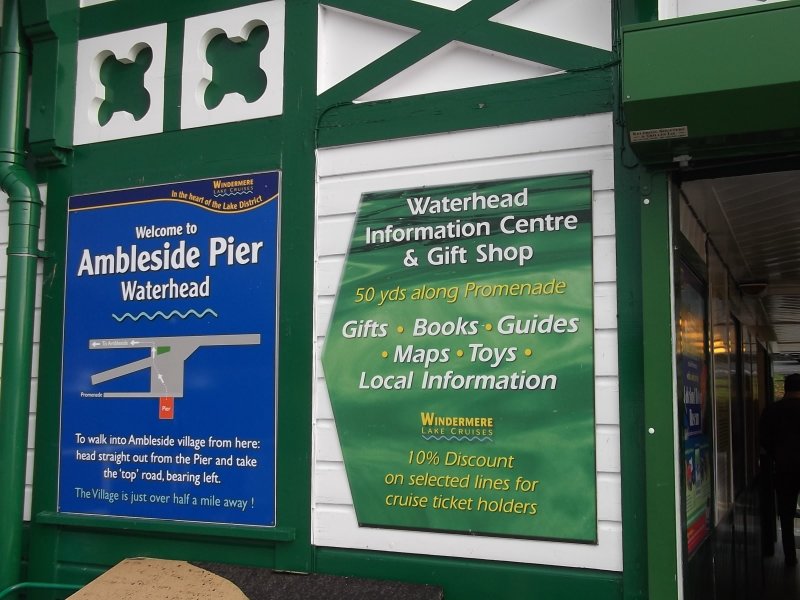 WINDERMERE
LAKE CRUISES
In the heart of the Lake District
Welcome to
Ambleside Pier
Waterhead
To Ambleside
Promenade
Pier
To walk into Ambleside village from here:
head straight out from the Pier and take
the 'top' road, bearing left.
The Village is just over half a mile away !
Waterhead
Information Centre
& Gift Shop
50 yds along Promenade
Gifts • Books • Guides
• Maps • Toys •
Local Information
WINDERMERE
LAKE CRUISES
10% Discount
on selected lines for
cruise ticket holders